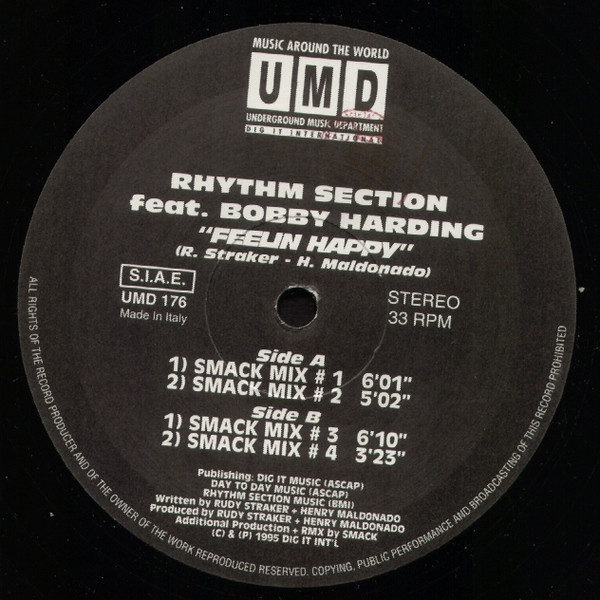 MUSIC AROUND THE WORLD
UMD
UNDERGROUND MUSIC DEPARTMENT
DIG IT INTERNATIONAL
RHYTHM SECTION
feat. BOBBY HARDING
"FEELIN HAPPY"
(R. Straker - H. Maldonado)
S.I.A.E.
UMD 176
Made in Italy
STEREO
33 RPM
Side A
1) SMACK MIX # 1 6'01"
2) SMACK MIX # 2 5'02"
Side B
1) SMACK MIX # 3 6'10"
2) SMACK MIX # 4 3'23"
Publishing: DIG IT MUSIC (ASCAP)
DAY TO DAY MUSIC (ASCAP)
RHYTHM SECTION MUSIC (BMI)
Written by RUDY STRAKER + HENRY MALDONADO
Produced by RUDY STRAKER + HENRY MALDONADO
Additional Production + RMX by SMACK
(C) & (P) 1995 DIG IT INT'L
ALL RIGHTS OF THE RECORD PRODUCER AND OF THE OWNER OF THE WORK REPRODUCED RESERVED. COPYING, PUBLIC PERFORMANCE AND BROADCASTING OF THIS RECORD PROHIBITED